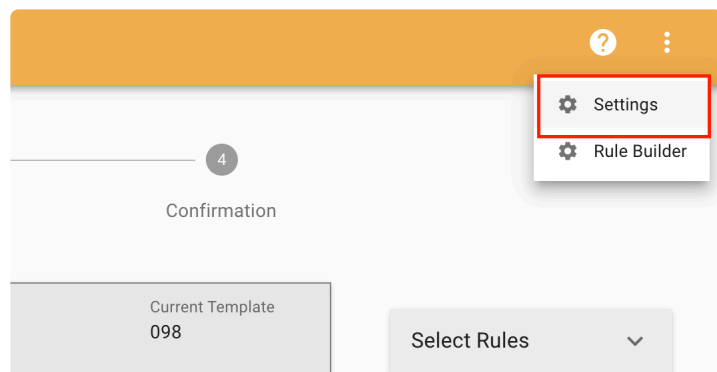 ?
Settings
Rule Builder
4
Confirmation
Current Template
098
Select Rules